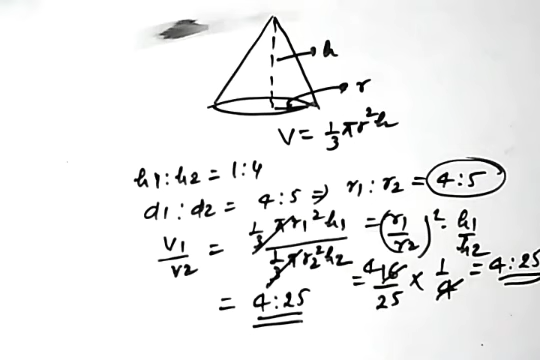 h
r
V = 1/3 πr²h
h1 : h2 = 1 : 4
d1 : d2 = 4 : 5 ⇒ r1 : r2 = 4 : 5
V1/V2 = 1/3 πr1²h1 / 1/3 πr2²h2 = (r1/r2)² · h1/h2
= 4:25 = 16/25 × 1/4 = 4:25